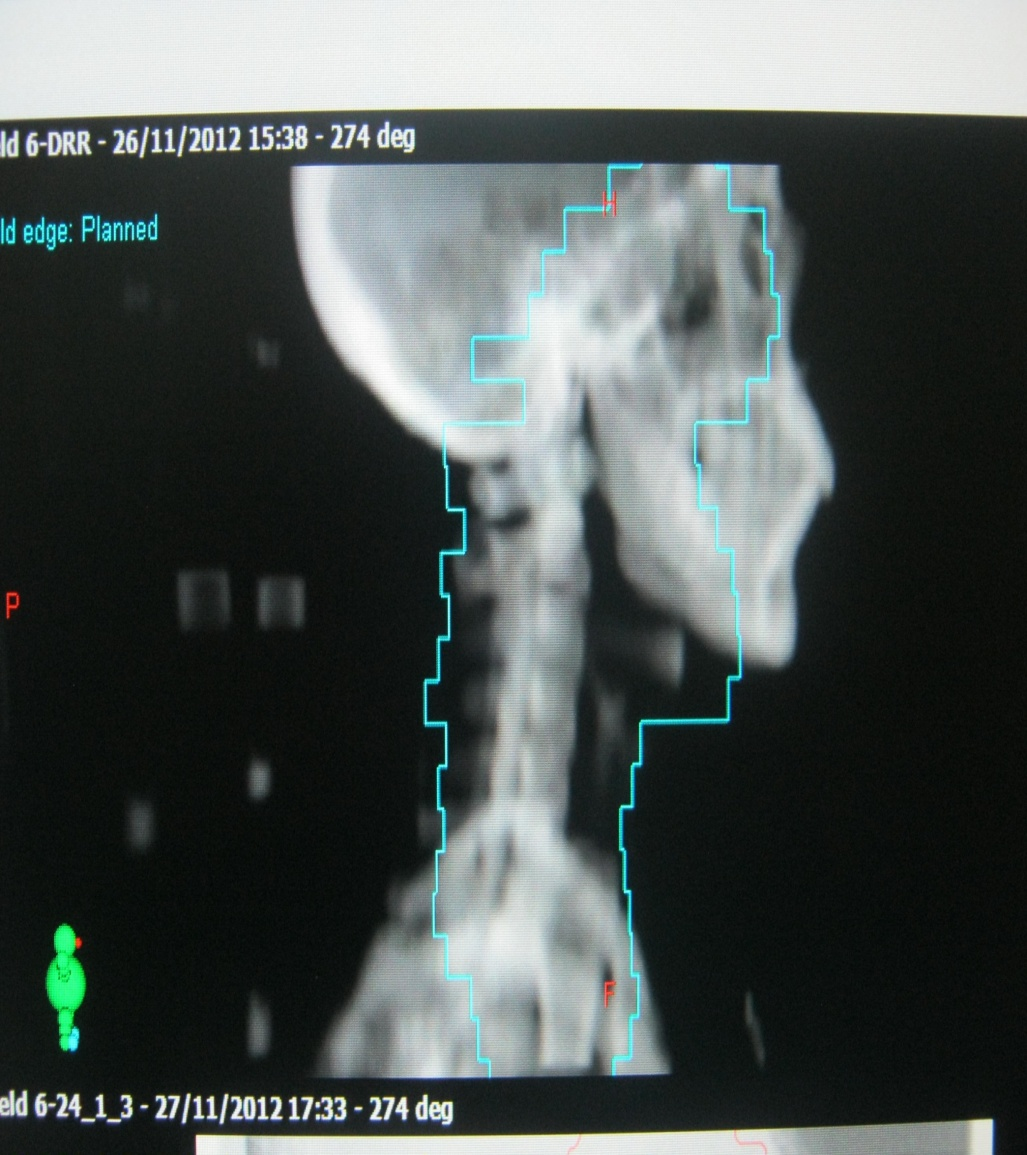 ld 6-DRR - 26/11/2012 15:38 - 274 deg
H
ld edge: Planned
P
F
eld 6-24_1_3 - 27/11/2012 17:33 - 274 deg